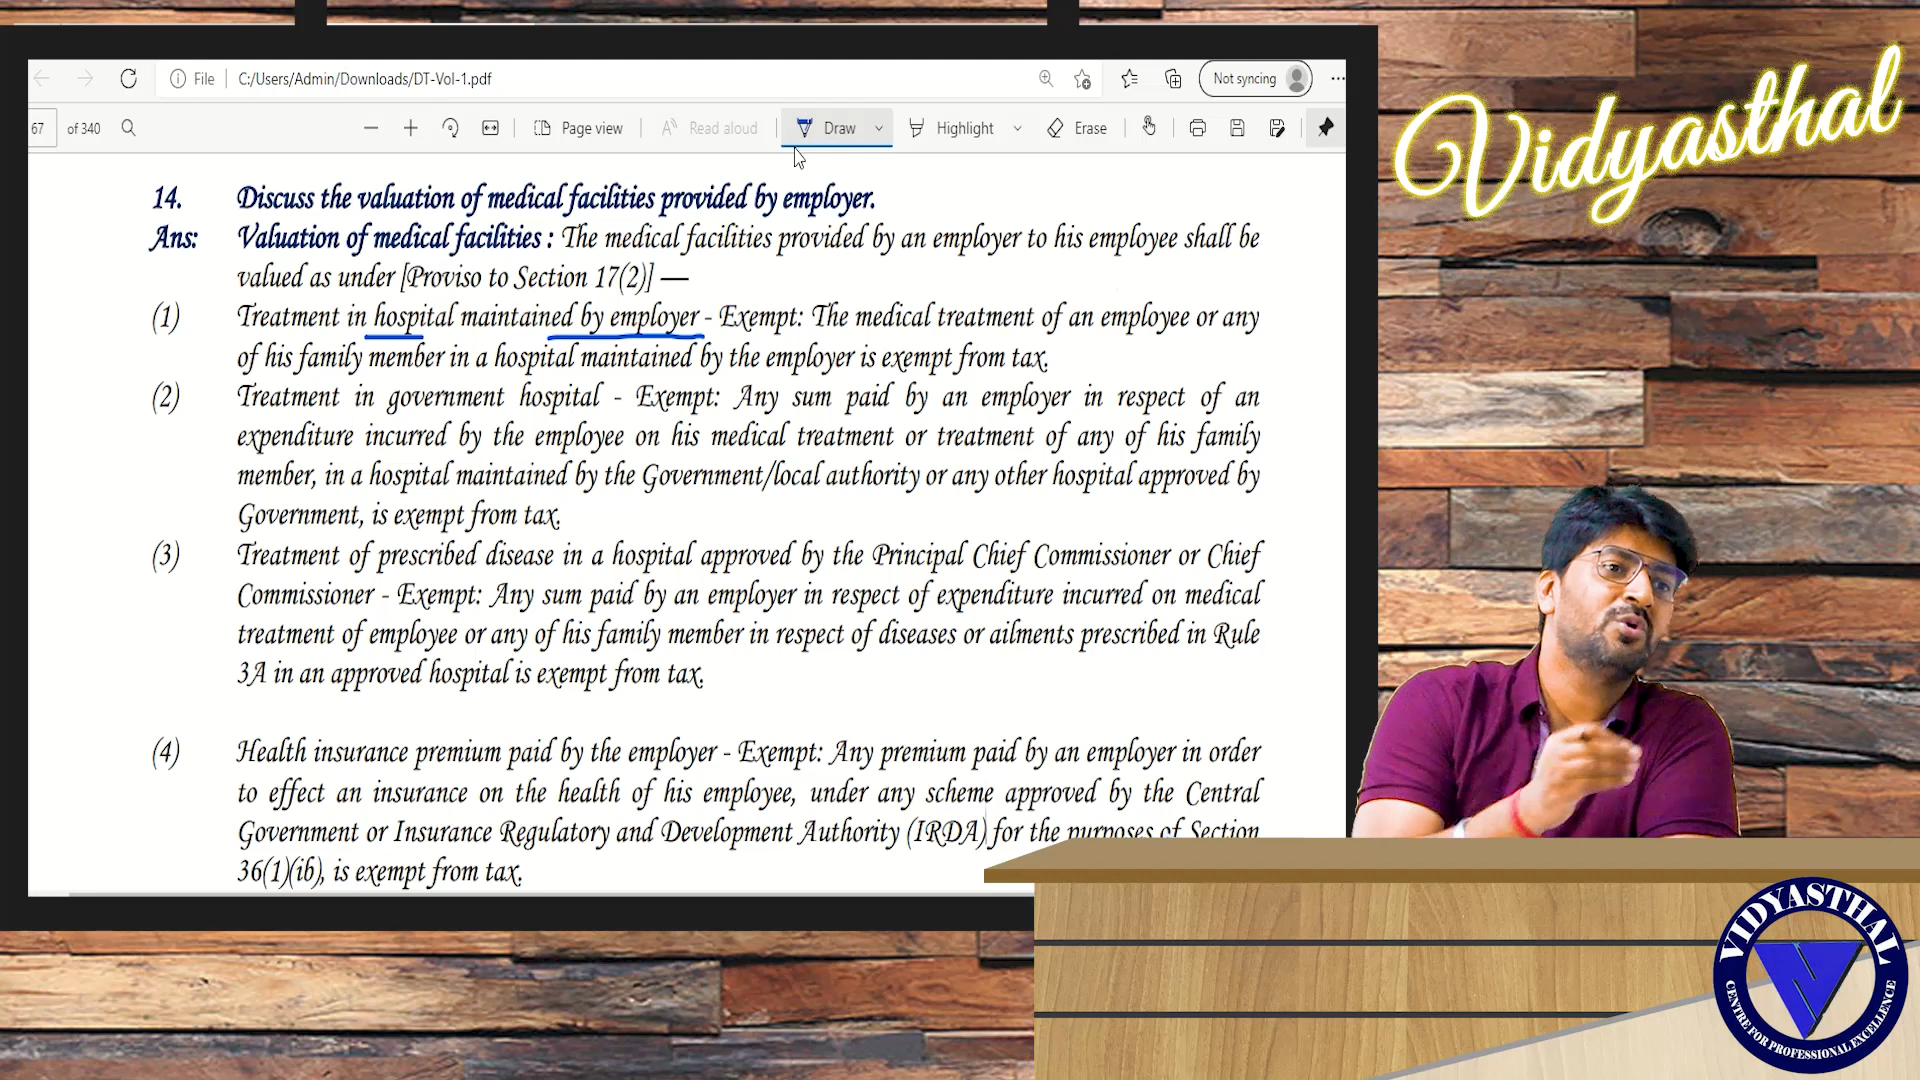 File C:/Users/Admin/Downloads/DT-Vol-1.pdf Not syncing
67 of 340 Page view Read aloud Draw Highlight Erase
Vidyasthal
14. Discuss the valuation of medical facilities provided by employer.
Ans: Valuation of medical facilities : The medical facilities provided by an employer to his employee shall be
valued as under [Proviso to Section 17(2)] —
(1) Treatment in hospital maintained by employer - Exempt: The medical treatment of an employee or any
of his family member in a hospital maintained by the employer is exempt from tax.
(2) Treatment in government hospital - Exempt: Any sum paid by an employer in respect of an
expenditure incurred by the employee on his medical treatment or treatment of any of his family
member, in a hospital maintained by the Government/local authority or any other hospital approved by
Government, is exempt from tax.
(3) Treatment of prescribed disease in a hospital approved by the Principal Chief Commissioner or Chief
Commissioner - Exempt: Any sum paid by an employer in respect of expenditure incurred on medical
treatment of employee or any of his family member in respect of diseases or ailments prescribed in Rule
3A in an approved hospital is exempt from tax.
(4) Health insurance premium paid by the employer - Exempt: Any premium paid by an employer in order
to effect an insurance on the health of his employee, under any scheme approved by the Central
Government or Insurance Regulatory and Development Authority (IRDA) for the purposes of Section
36(1)(ib), is exempt from tax.
VIDYASTHAL
CENTRE FOR PROFESSIONAL EXCELLENCE